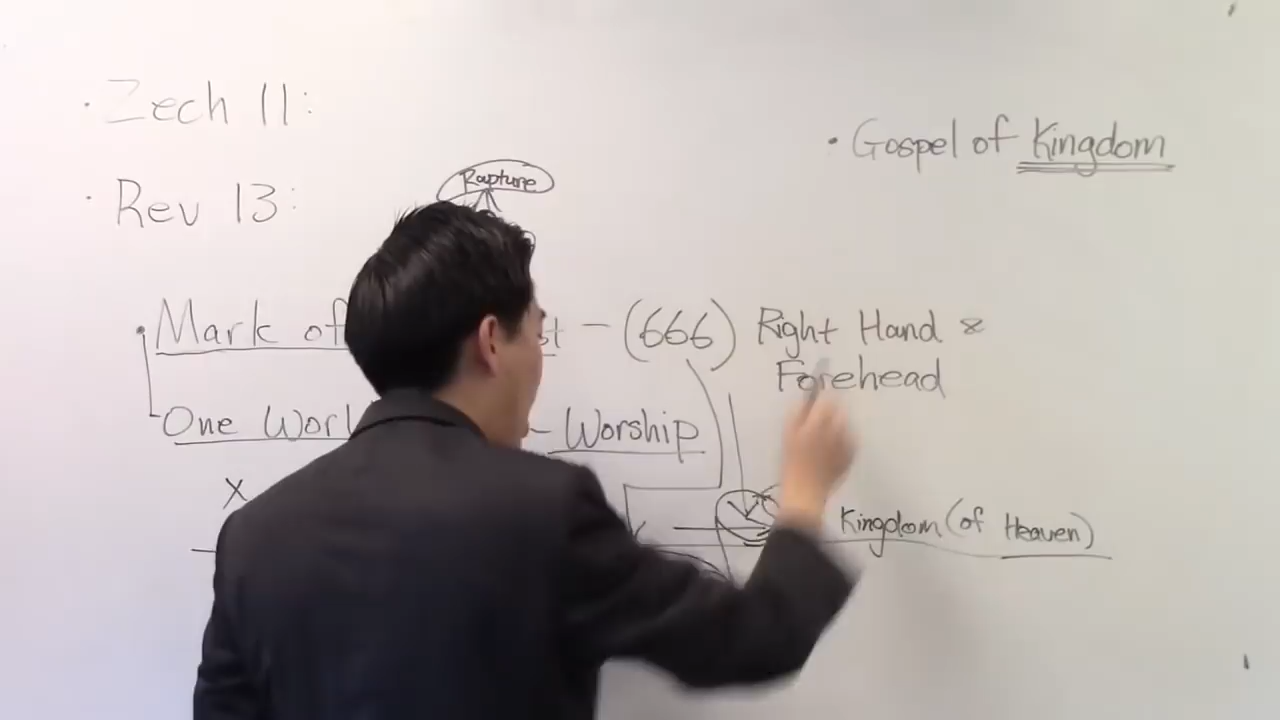 · Zech 11:
· Gospel of Kingdom
Rapture
· Rev 13:
· Mark of st - (666) Right Hand &
Forehead
One Worl - Worship
X
Kingdom (of Heaven)